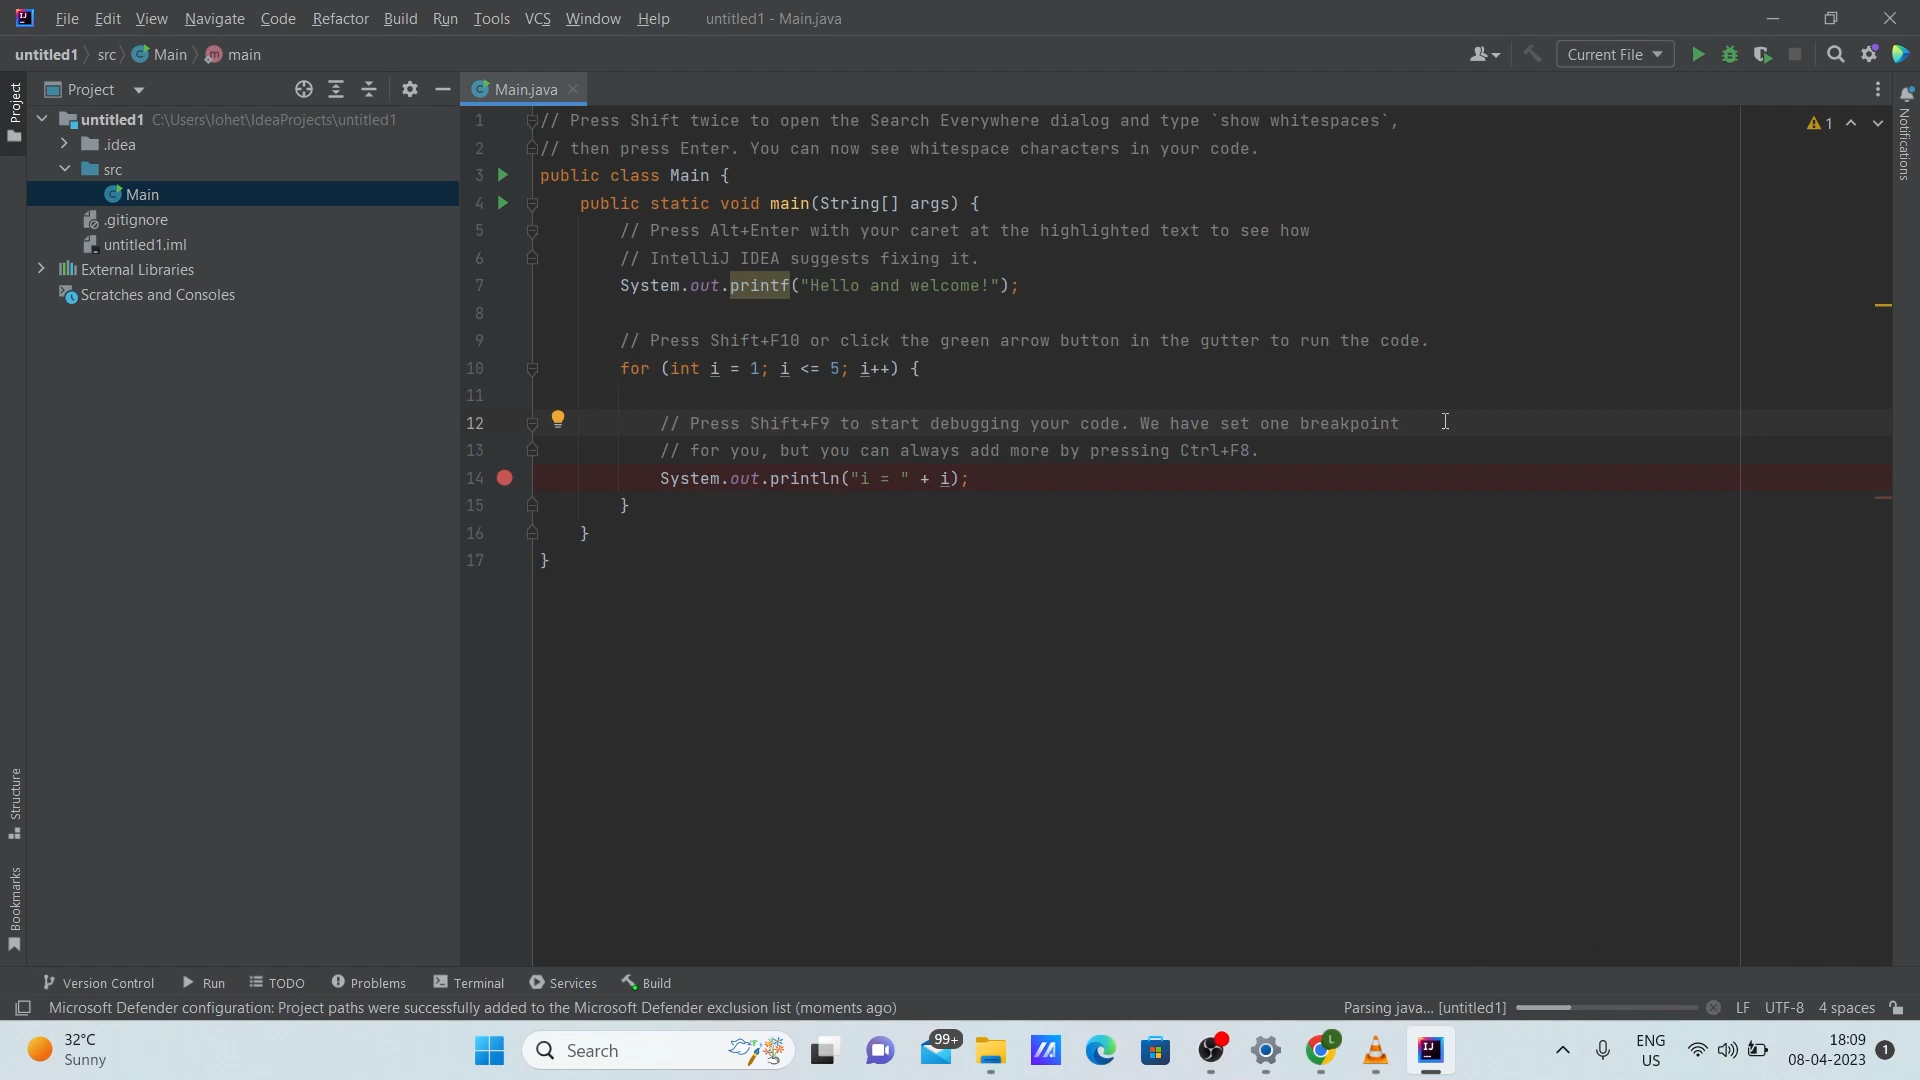 File Edit View Navigate Code Refactor Build Run Tools VCS Window Help untitled1 - Main.java
untitled1 src Main main Current File
Project Main.java
Project
untitled1 C:\Users\lohet\IdeaProjects\untitled1
.idea
src
Main
.gitignore
untitled1.iml
External Libraries
Scratches and Consoles
Structure
Bookmarks
1 // Press Shift twice to open the Search Everywhere dialog and type `show whitespaces`,
2 // then press Enter. You can now see whitespace characters in your code.
3 public class Main {
4 public static void main(String[] args) {
5 // Press Alt+Enter with your caret at the highlighted text to see how
6 // IntelliJ IDEA suggests fixing it.
7 System.out.printf("Hello and welcome!");
8
9 // Press Shift+F10 or click the green arrow button in the gutter to run the code.
10 for (int i = 1; i <= 5; i++) {
11
12 // Press Shift+F9 to start debugging your code. We have set one breakpoint
13 // for you, but you can always add more by pressing Ctrl+F8.
14 System.out.println("i = " + i);
15 }
16 }
17 }
1
Notifications
Version Control Run TODO Problems Terminal Services Build
Microsoft Defender configuration: Project paths were successfully added to the Microsoft Defender exclusion list (moments ago) Parsing java... [untitled1] LF UTF-8 4 spaces
32°C
Sunny
Search
99+
L
ENG
US
18:09
08-04-2023
1